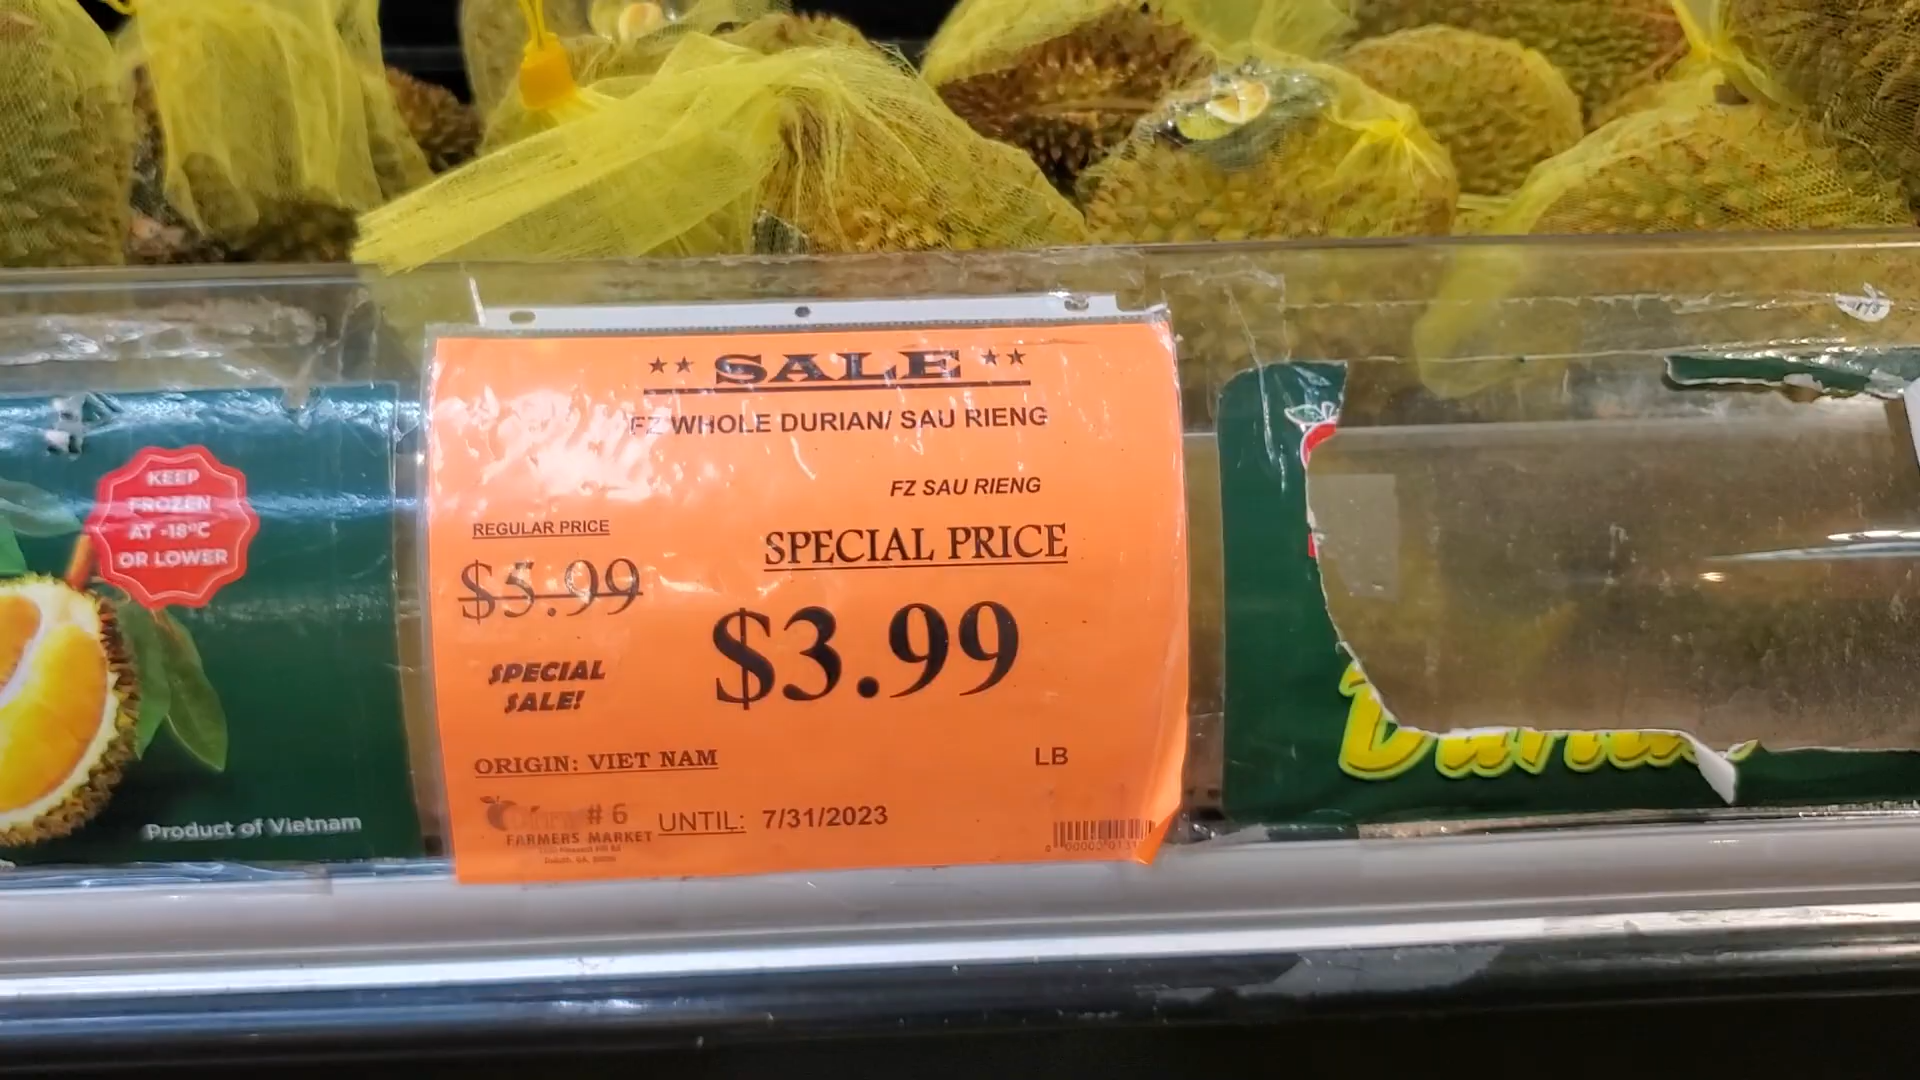 ★★ SALE ★★
FZ WHOLE DURIAN/ SAU RIENG
FZ SAU RIENG
REGULAR PRICE
$5.99
SPECIAL PRICE
$3.99
SPECIAL
SALE!
ORIGIN: VIET NAM
LB
# 6
FARMERS MARKET
UNTIL: 7/31/2023
KEEP
FROZEN
AT -18°C
OR LOWER
Product of Vietnam